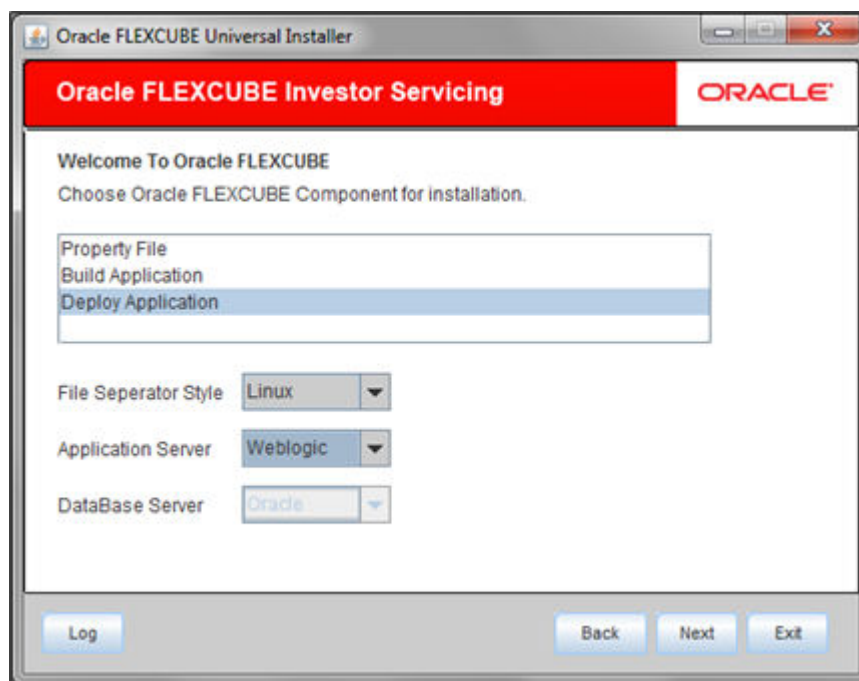 Oracle FLEXCUBE Universal Installer
Oracle FLEXCUBE Investor Servicing
ORACLE
Welcome To Oracle FLEXCUBE
Choose Oracle FLEXCUBE Component for installation.
Property File
Build Application
Deploy Application
File Seperator Style Linux
Application Server Weblogic
DataBase Server Oracle
Log Back Next Exit